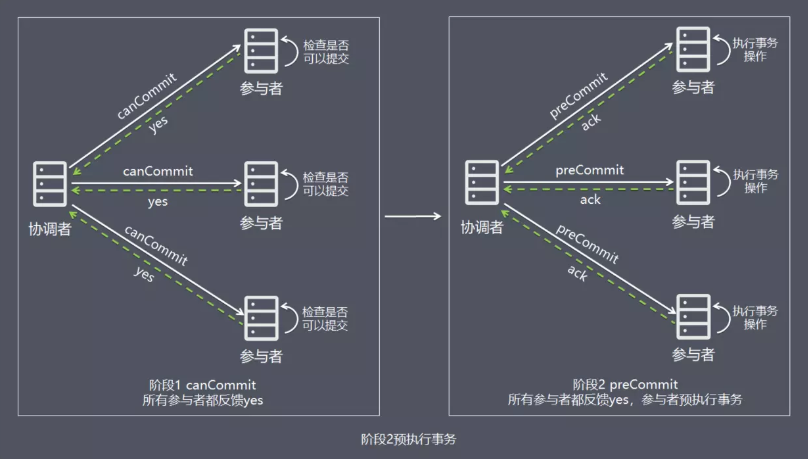 检查是否
可以提交
参与者
canCommit
yes
canCommit
yes
检查是否
可以提交
参与者
协调者
canCommit
yes
检查是否
可以提交
参与者
阶段1 canCommit
所有参与者都反馈yes
执行事务
操作
参与者
preCommit
ack
preCommit
ack
执行事务
操作
参与者
协调者
preCommit
ack
执行事务
操作
参与者
阶段2 preCommit
所有参与者都反馈yes，参与者预执行事务
阶段2预执行事务